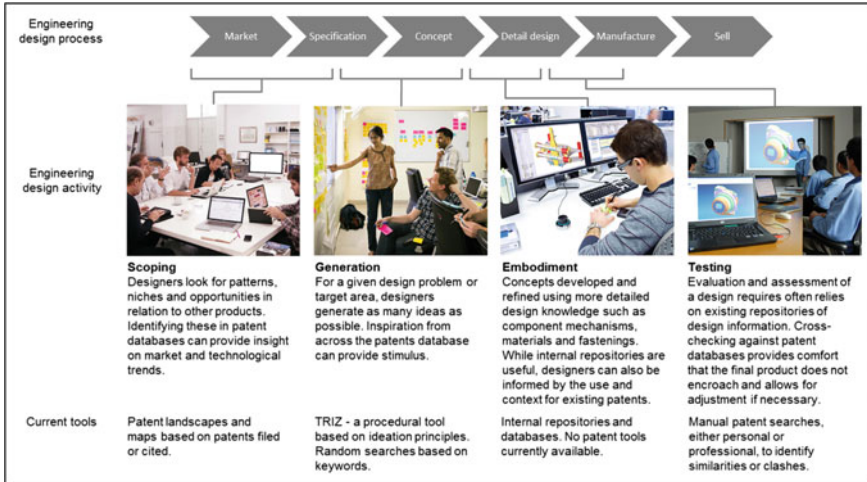 Engineering
design process
Market
Specification
Concept
Detail design
Manufacture
Sell
Engineering
design activity
Scoping
Designers look for patterns,
niches and opportunities in
relation to other products.
Identifying these in patent
databases can provide insight
on market and technological
trends.
Generation
For a given design problem or
target area, designers
generate as many ideas as
possible. Inspiration from
across the patents database
can provide stimulus.
Embodiment
Concepts developed and
refined using more detailed
design knowledge such as
component mechanisms,
materials and fastenings.
While internal repositories are
useful, designers can also be
informed by the use and
context for existing patents.
Testing
Evaluation and assessment of
a design requires often relies
on existing repositories of
design information. Cross-
checking against patent
databases provides comfort
that the final product does not
encroach and allows for
adjustment if necessary.
Current tools
Patent landscapes and
maps based on patents filed
or cited.
TRIZ - a procedural tool
based on ideation principles.
Random searches based on
keywords.
Internal repositories and
databases. No patent tools
currently available.
Manual patent searches,
either personal or
professional, to identify
similarities or clashes.